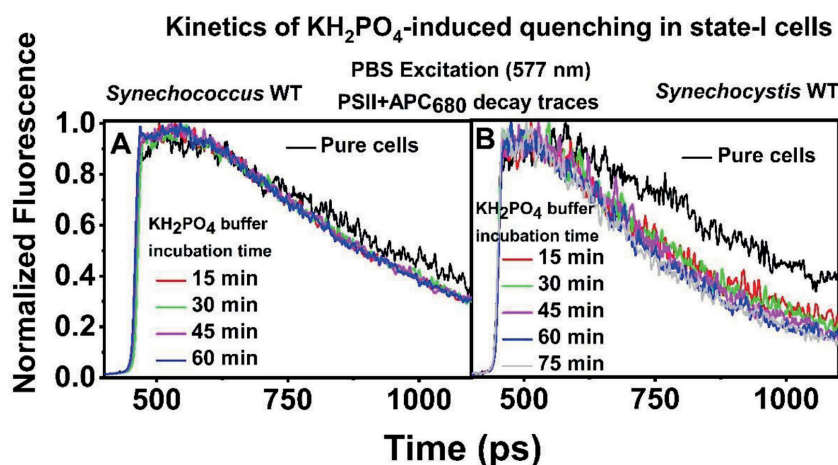 Kinetics of KH2PO4-induced quenching in state-I cells
PBS Excitation (577 nm)
Synechococcus WT
PSII+APC680 decay traces
Synechocystis WT
Normalized Fluorescence
1.0
0.8
0.6
0.4
0.2
0.0
A
Pure cells
KH2PO4 buffer
incubation time
15 min
30 min
45 min
60 min
500
750
1000
B
Pure cells
KH2PO4 buffer
incubation time
15 min
30 min
45 min
60 min
75 min
500
750
1000
Time (ps)